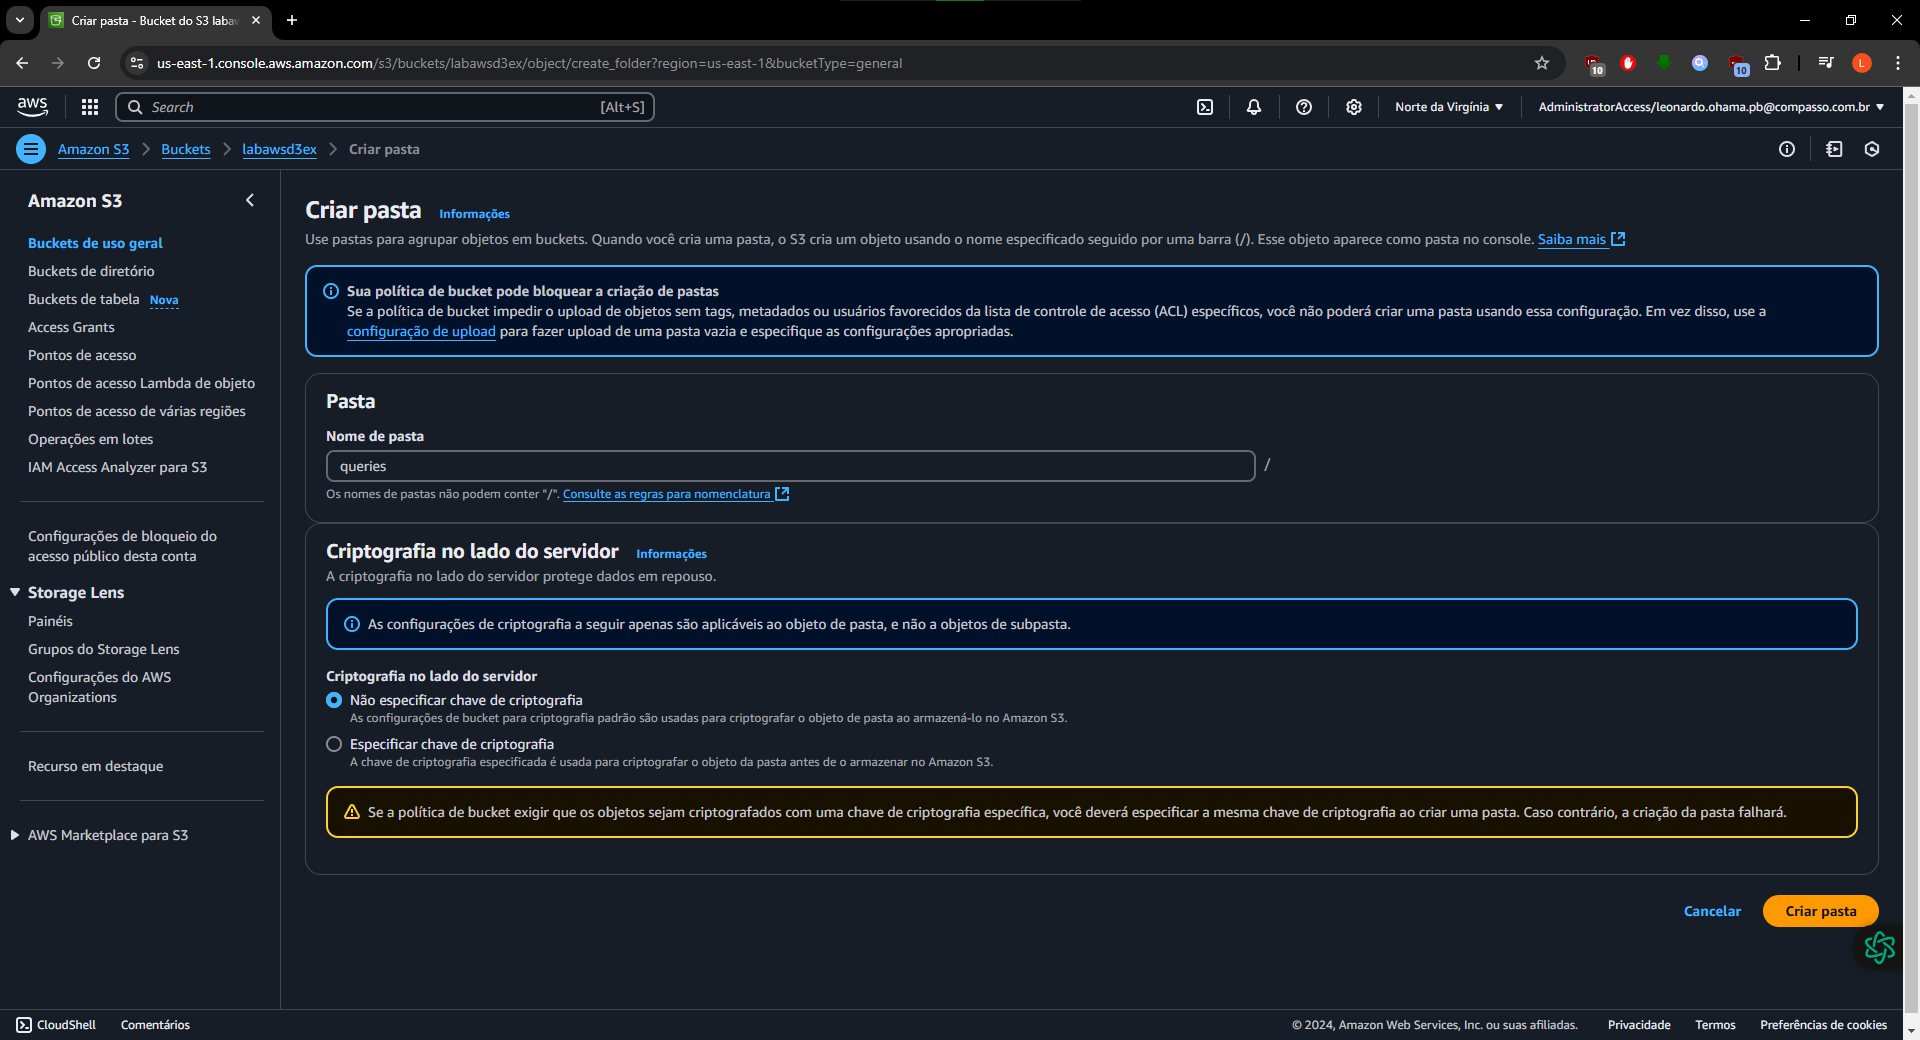 Criar pasta - Bucket do S3 labaw
us-east-1.console.aws.amazon.com/s3/buckets/labawsd3ex/object/create_folder?region=us-east-1&bucketType=general
10
10
L
aws
Search
[Alt+S]
Norte da Virgínia
AdministratorAccess/leonardo.ohama.pb@compasso.com.br
Amazon S3
Buckets
labawsd3ex
Criar pasta
Amazon S3
Buckets de uso geral
Buckets de diretório
Buckets de tabela Nova
Access Grants
Pontos de acesso
Pontos de acesso Lambda de objeto
Pontos de acesso de várias regiões
Operações em lotes
IAM Access Analyzer para S3
Configurações de bloqueio do
acesso público desta conta
Storage Lens
Painéis
Grupos do Storage Lens
Configurações do AWS
Organizations
Recurso em destaque
AWS Marketplace para S3
Criar pasta Informações
Use pastas para agrupar objetos em buckets. Quando você cria uma pasta, o S3 cria um objeto usando o nome especificado seguido por uma barra (/). Esse objeto aparece como pasta no console. Saiba mais
Sua política de bucket pode bloquear a criação de pastas
Se a política de bucket impedir o upload de objetos sem tags, metadados ou usuários favorecidos da lista de controle de acesso (ACL) específicos, você não poderá criar uma pasta usando essa configuração. Em vez disso, use a
configuração de upload para fazer upload de uma pasta vazia e especifique as configurações apropriadas.
Pasta
Nome de pasta
queries /
Os nomes de pastas não podem conter "/". Consulte as regras para nomenclatura
Criptografia no lado do servidor Informações
A criptografia no lado do servidor protege dados em repouso.
As configurações de criptografia a seguir apenas são aplicáveis ao objeto de pasta, e não a objetos de subpasta.
Criptografia no lado do servidor
Não especificar chave de criptografia
As configurações de bucket para criptografia padrão são usadas para criptografar o objeto de pasta ao armazená-lo no Amazon S3.
Especificar chave de criptografia
A chave de criptografia especificada é usada para criptografar o objeto da pasta antes de o armazenar no Amazon S3.
Se a política de bucket exigir que os objetos sejam criptografados com uma chave de criptografia específica, você deverá especificar a mesma chave de criptografia ao criar uma pasta. Caso contrário, a criação da pasta falhará.
Cancelar
Criar pasta
CloudShell
Comentários
© 2024, Amazon Web Services, Inc. ou suas afiliadas.
Privacidade
Termos
Preferências de cookies